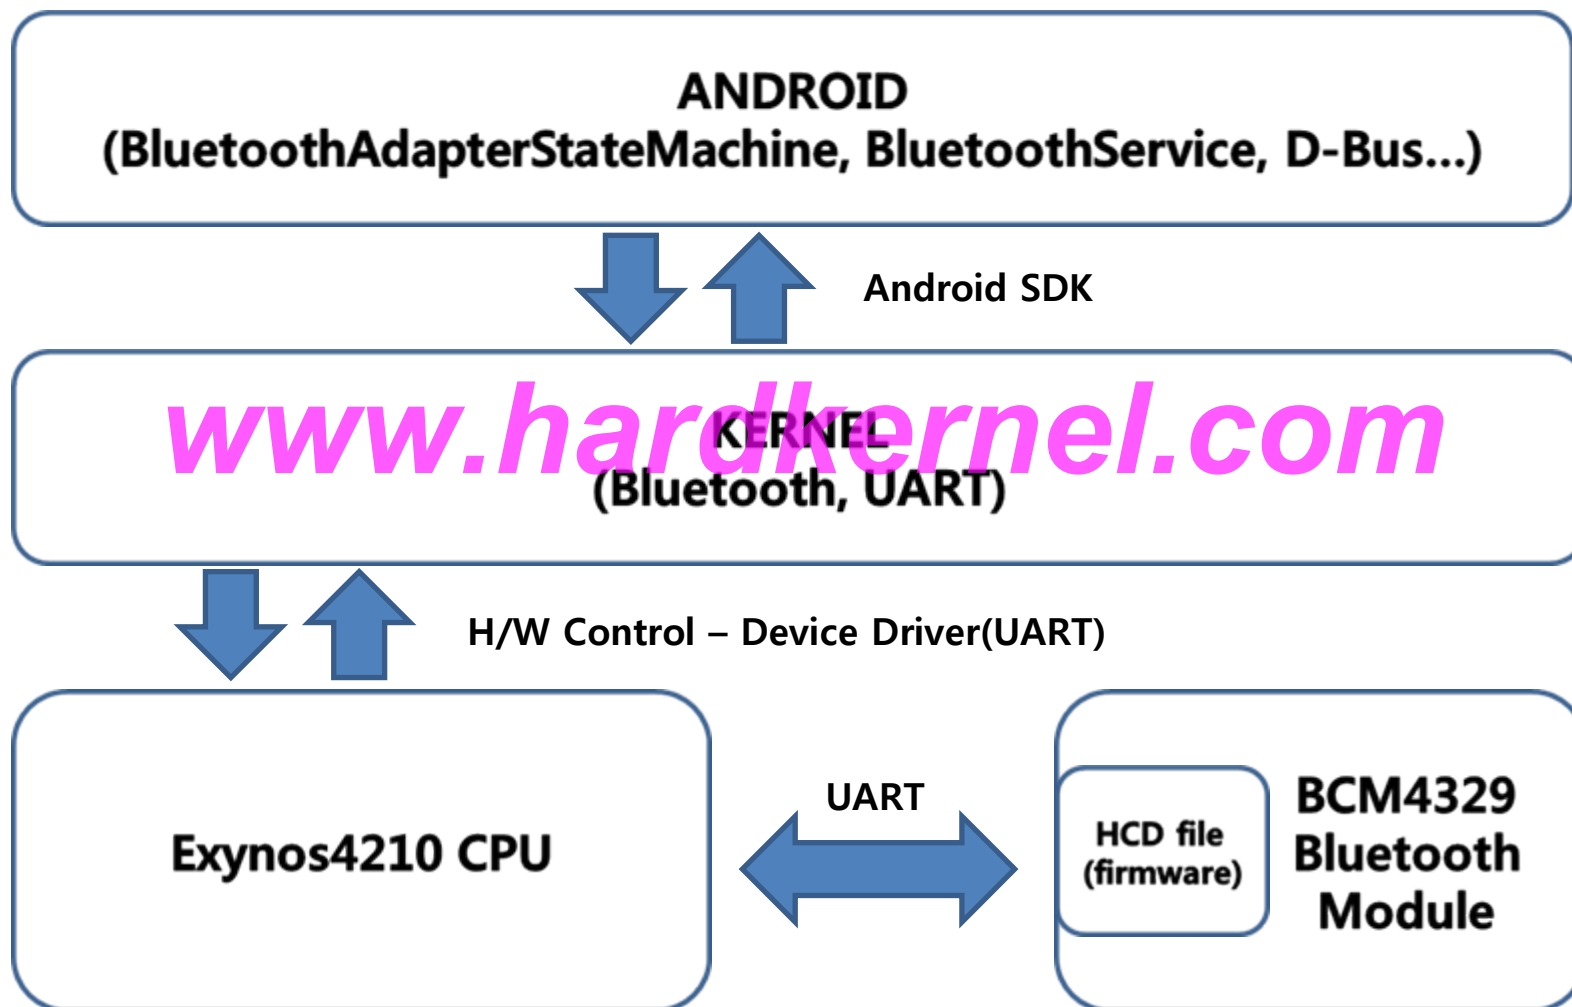 ANDROID
(BluetoothAdapterStateMachine, BluetoothService, D-Bus...)
Android SDK
www.hardkernel.com
KERNEL
(Bluetooth, UART)
H/W Control – Device Driver(UART)
Exynos4210 CPU
UART
HCD file
(firmware)
BCM4329
Bluetooth
Module